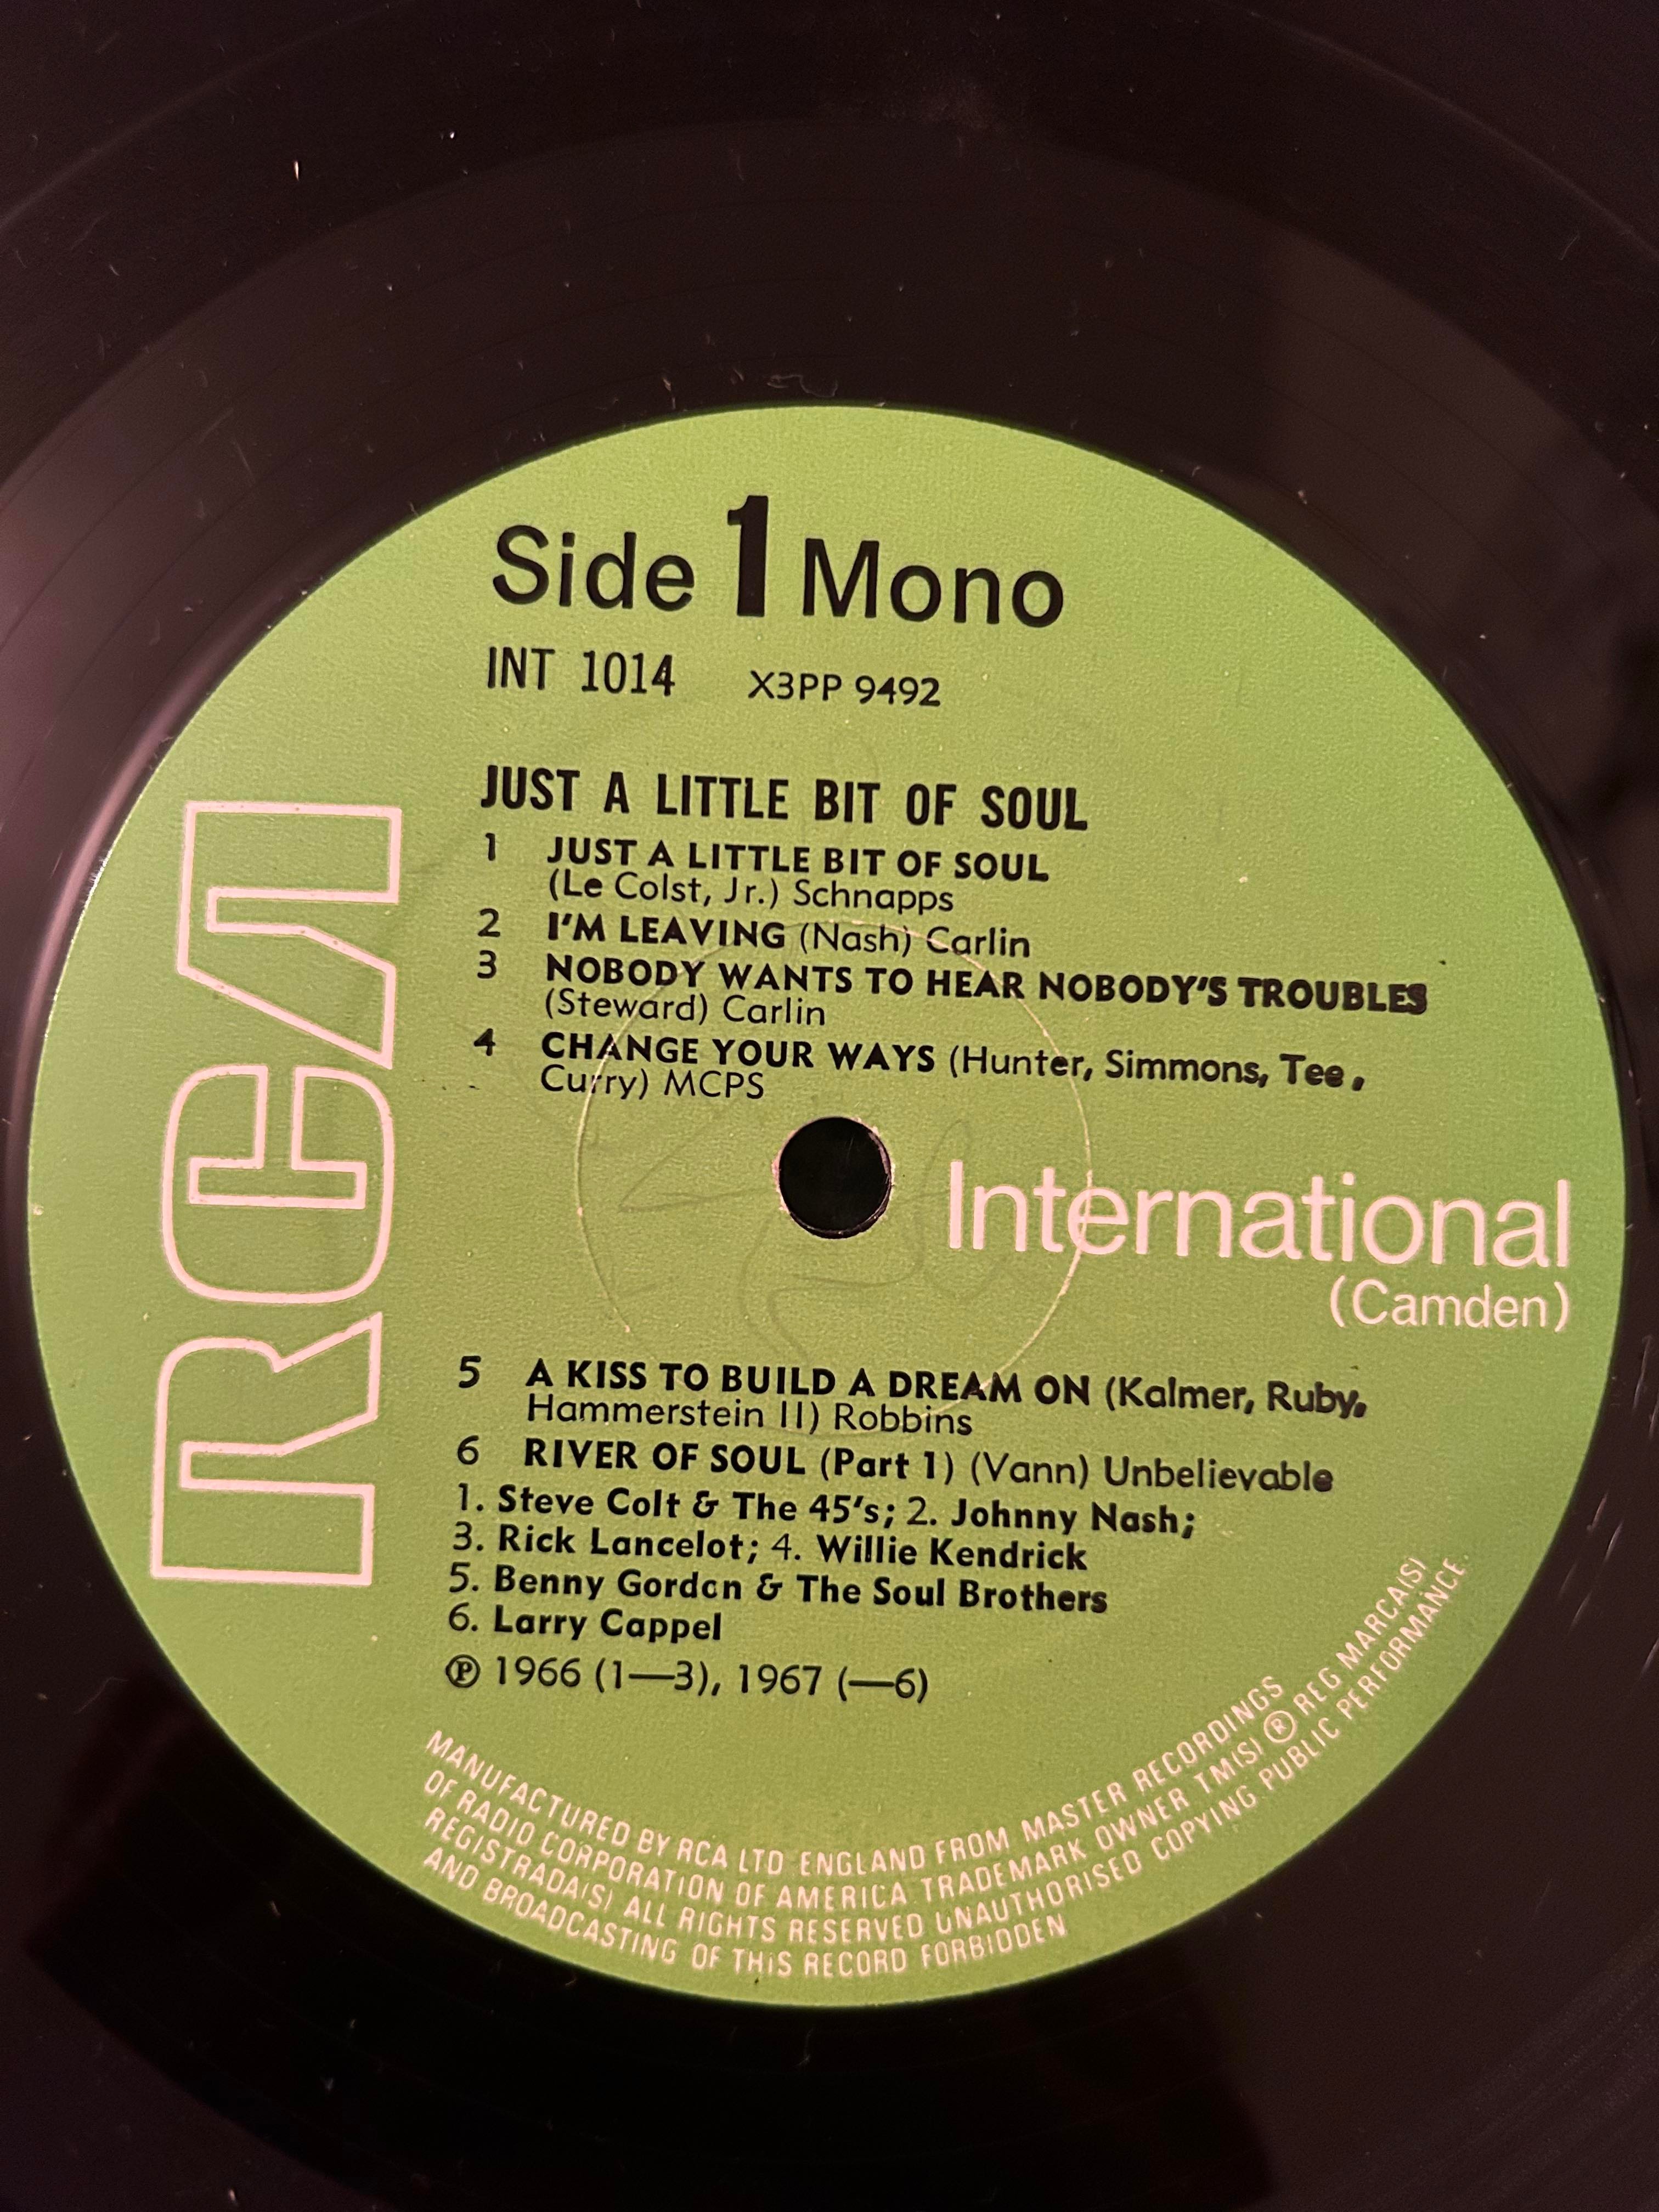 Side 1 Mono
INT 1014 X3PP 9492
JUST A LITTLE BIT OF SOUL
1 JUST A LITTLE BIT OF SOUL
(Le Colst, Jr.) Schnapps
2 I'M LEAVING (Nash) Carlin
3 NOBODY WANTS TO HEAR NOBODY'S TROUBLES
(Steward) Carlin
4 CHANGE YOUR WAYS (Hunter, Simmons, Tee,
Curry) MCPS
RCA
International
(Camden)
5 A KISS TO BUILD A DREAM ON (Kalmer, Ruby,
Hammerstein II) Robbins
6 RIVER OF SOUL (Part 1) (Vann) Unbelievable
1. Steve Colt & The 45's; 2. Johnny Nash;
3. Rick Lancelot; 4. Willie Kendrick
5. Benny Gordon & The Soul Brothers
6. Larry Cappel
℗ 1966 (1—3), 1967 (—6)
MANUFACTURED BY RCA LTD ENGLAND FROM MASTER RECORDINGS
OF RADIO CORPORATION OF AMERICA TRADEMARK OWNER TM(S) ® REG MARCA(S)
REGISTRADA(S) ALL RIGHTS RESERVED UNAUTHORISED COPYING PUBLIC PERFORMANCE.
AND BROADCASTING OF THIS RECORD FORBIDDEN